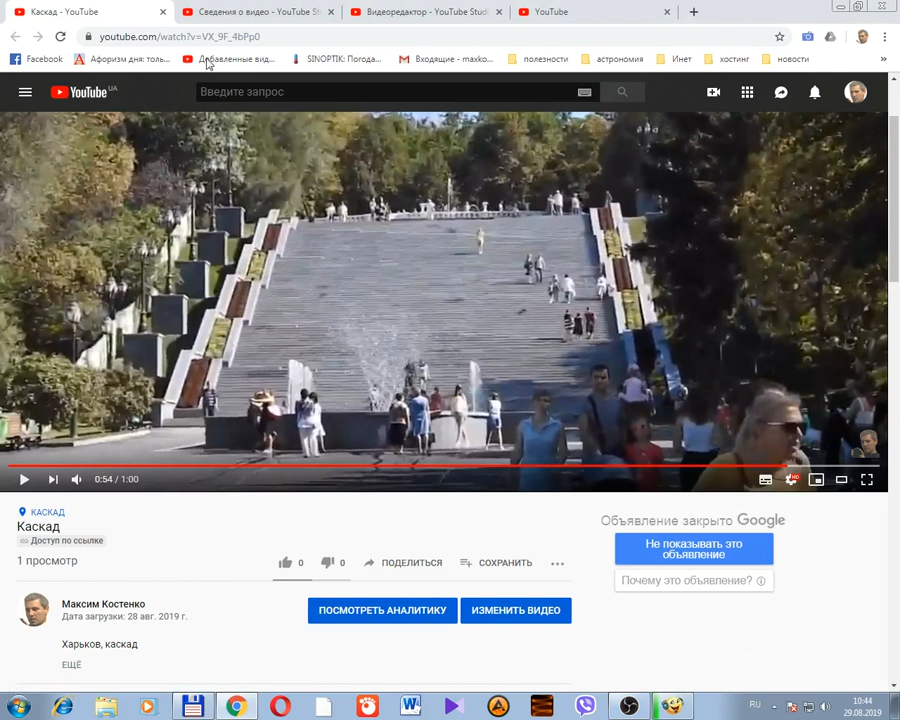 Каскад - YouTube
Сведения о видео - YouTube St
Видеоредактор - YouTube Studi
YouTube
youtube.com/watch?v=VX_9F_4bPp0
Facebook
Афоризм дня: толь...
Добавленные вид...
SINOPTIK: Погода...
Входящие - maxko...
полезности
астрономия
Инет
хостинг
новости
»
YouTube UA
Введите запрос
0:54 / 1:00
HD
КАСКАД
Каскад
Доступ по ссылке
1 просмотр
0
0
ПОДЕЛИТЬСЯ
СОХРАНИТЬ
Объявление закрыто Google
Не показывать это объявление
Почему это объявление?
Максим Костенко
Дата загрузки: 28 авг. 2019 г.
ПОСМОТРЕТЬ АНАЛИТИКУ
ИЗМЕНИТЬ ВИДЕО
Харьков, каскад
ЕЩЁ
RU
10:44
29.08.2019